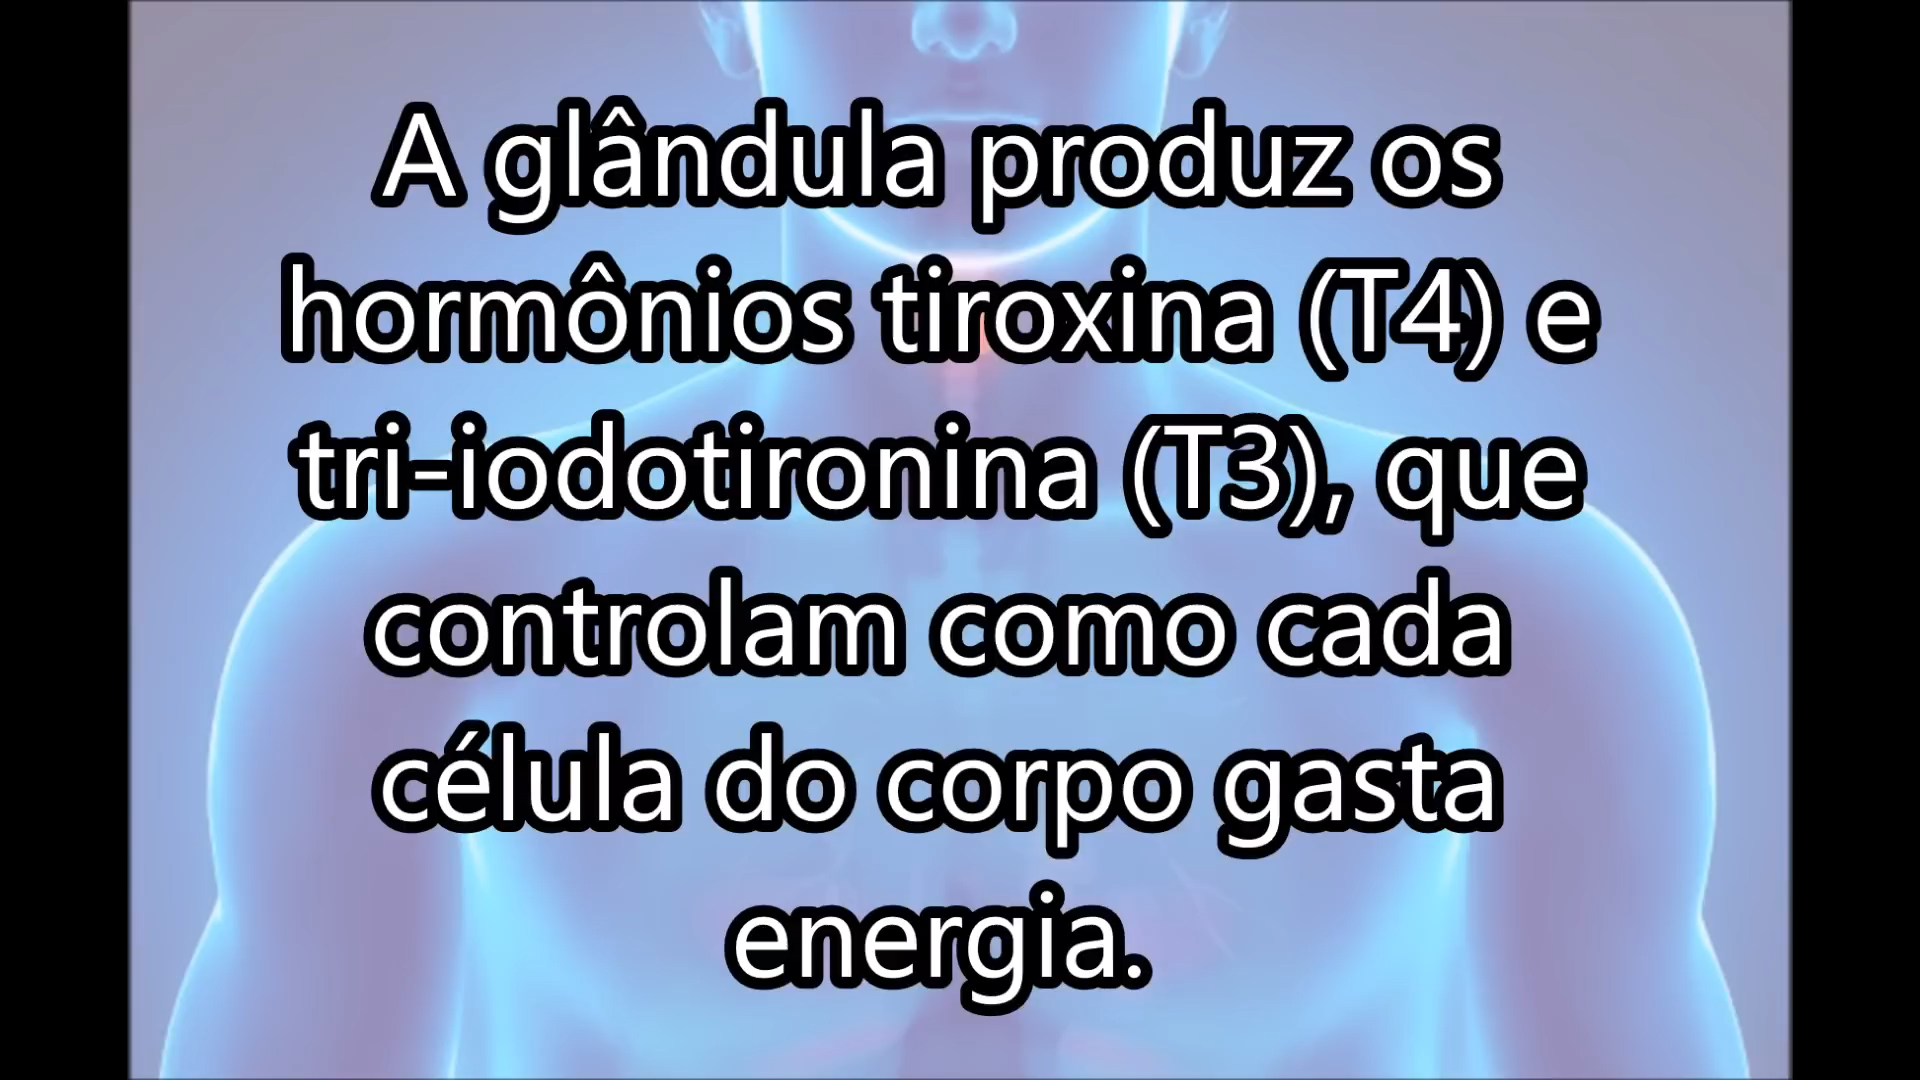 A glândula produz os
hormônios tiroxina (T4) e
tri-iodotironina (T3), que
controlam como cada
célula do corpo gasta
energia.